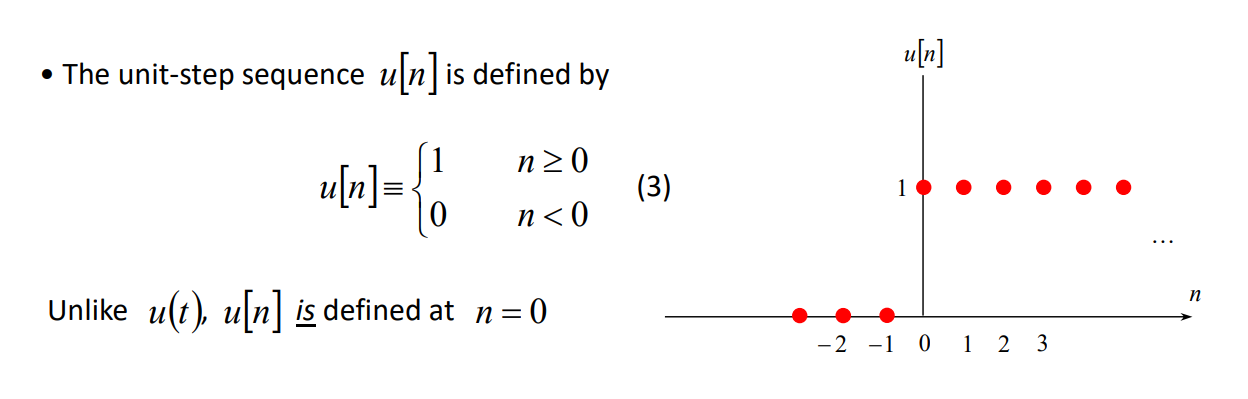 • The unit-step sequence u[n] is defined by
u[n]≡{1 n ≥ 0
0 n < 0
(3)
Unlike u(t), u[n] is defined at n = 0
u[n]
1
...
n
−2 −1 0 1 2 3